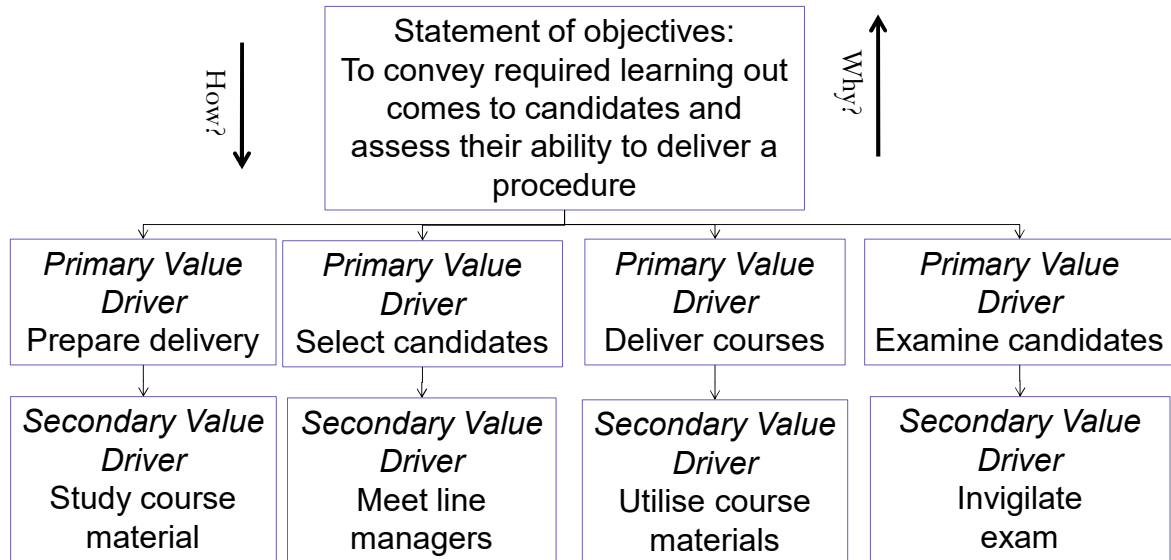 How?
Statement of objectives:
To convey required learning out
comes to candidates and
assess their ability to deliver a
procedure
Why?
Primary Value
Driver
Prepare delivery
Primary Value
Driver
Select candidates
Primary Value
Driver
Deliver courses
Primary Value
Driver
Examine candidates
Secondary Value
Driver
Study course
material
Secondary Value
Driver
Meet line
managers
Secondary Value
Driver
Utilise course
materials
Secondary Value
Driver
Invigilate
exam